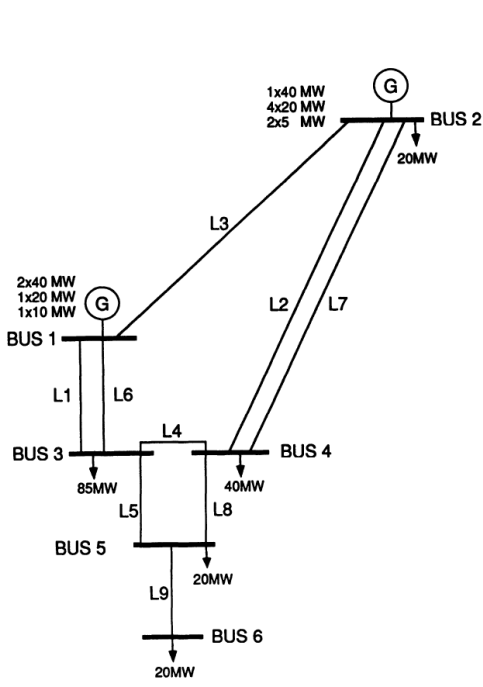 G
1x40 MW
4x20 MW
2x5 MW
BUS 2
20MW
L3
2x40 MW
1x20 MW
1x10 MW
G
L2
L7
BUS 1
L1
L6
L4
BUS 3
BUS 4
85MW
40MW
L5
L8
BUS 5
20MW
L9
BUS 6
20MW